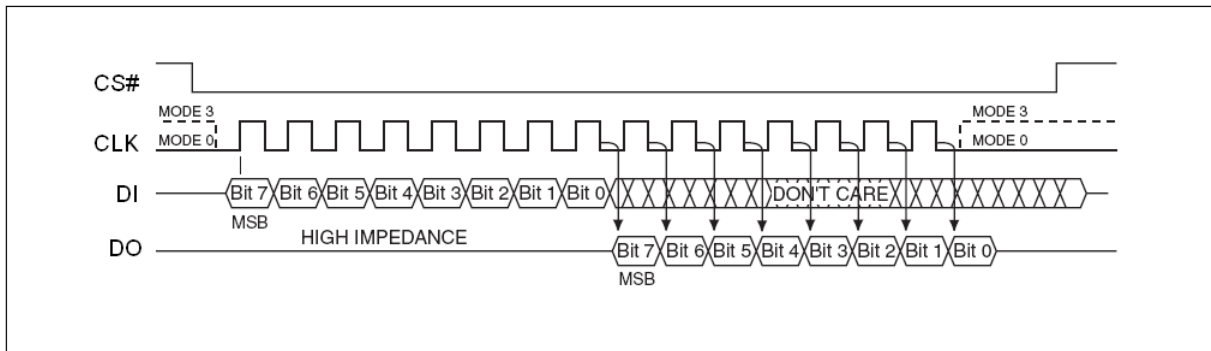 CS#
MODE 3
MODE 3
CLK
MODE 0
MODE 0
DI
Bit 7 Bit 6 Bit 5 Bit 4 Bit 3 Bit 2 Bit 1 Bit 0 DON'T CARE
MSB
HIGH IMPEDANCE
DO
Bit 7 Bit 6 Bit 5 Bit 4 Bit 3 Bit 2 Bit 1 Bit 0
MSB